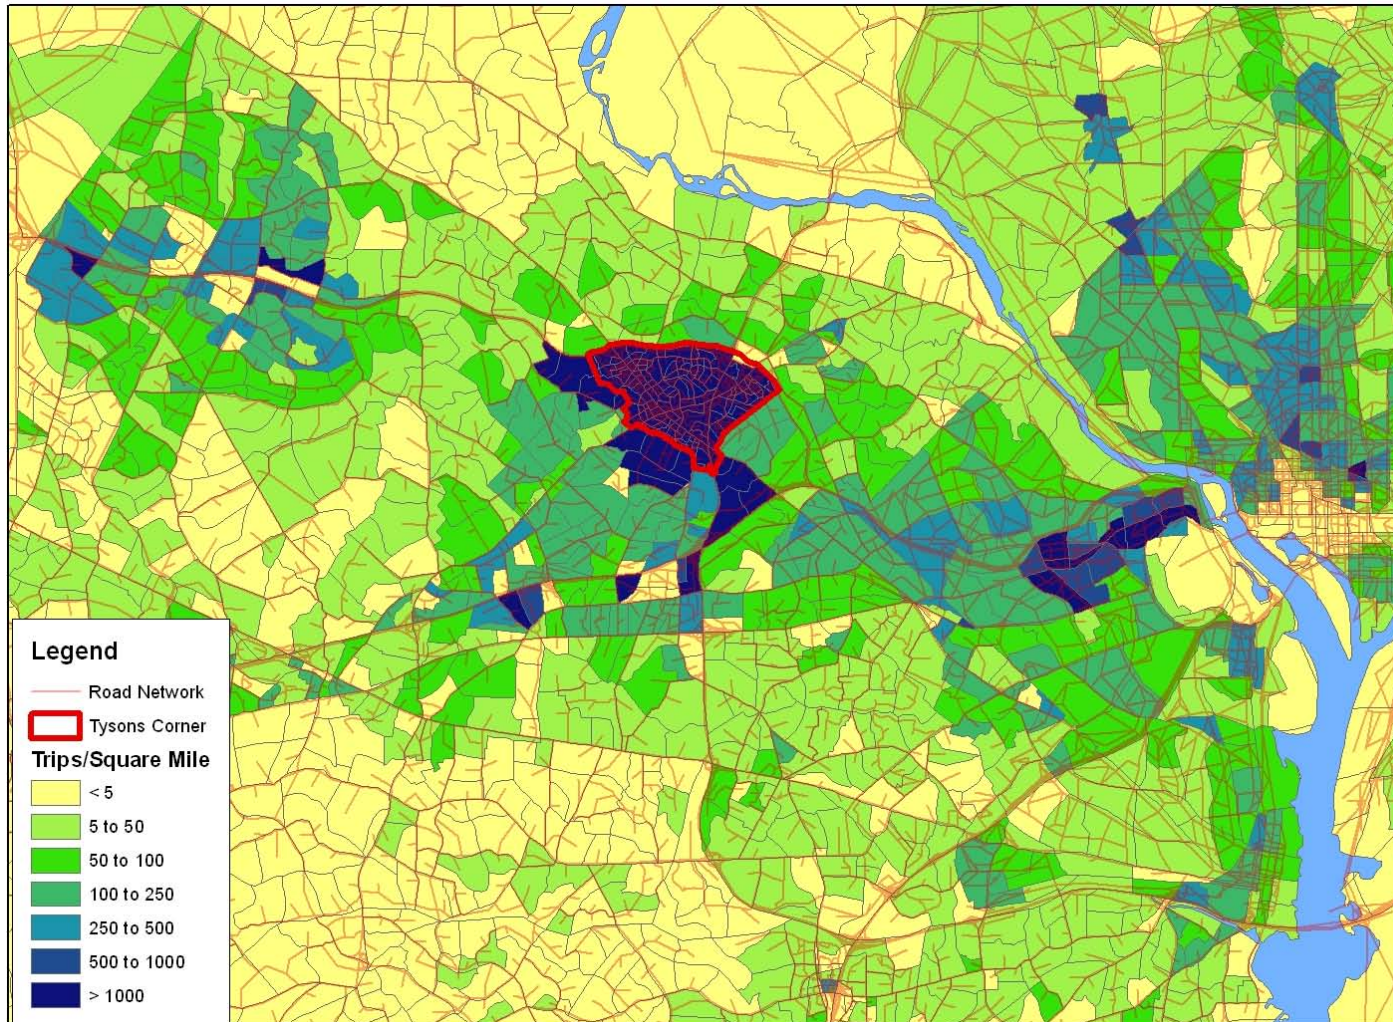 Legend
Road Network
Tysons Corner
Trips/Square Mile
< 5
5 to 50
50 to 100
100 to 250
250 to 500
500 to 1000
> 1000